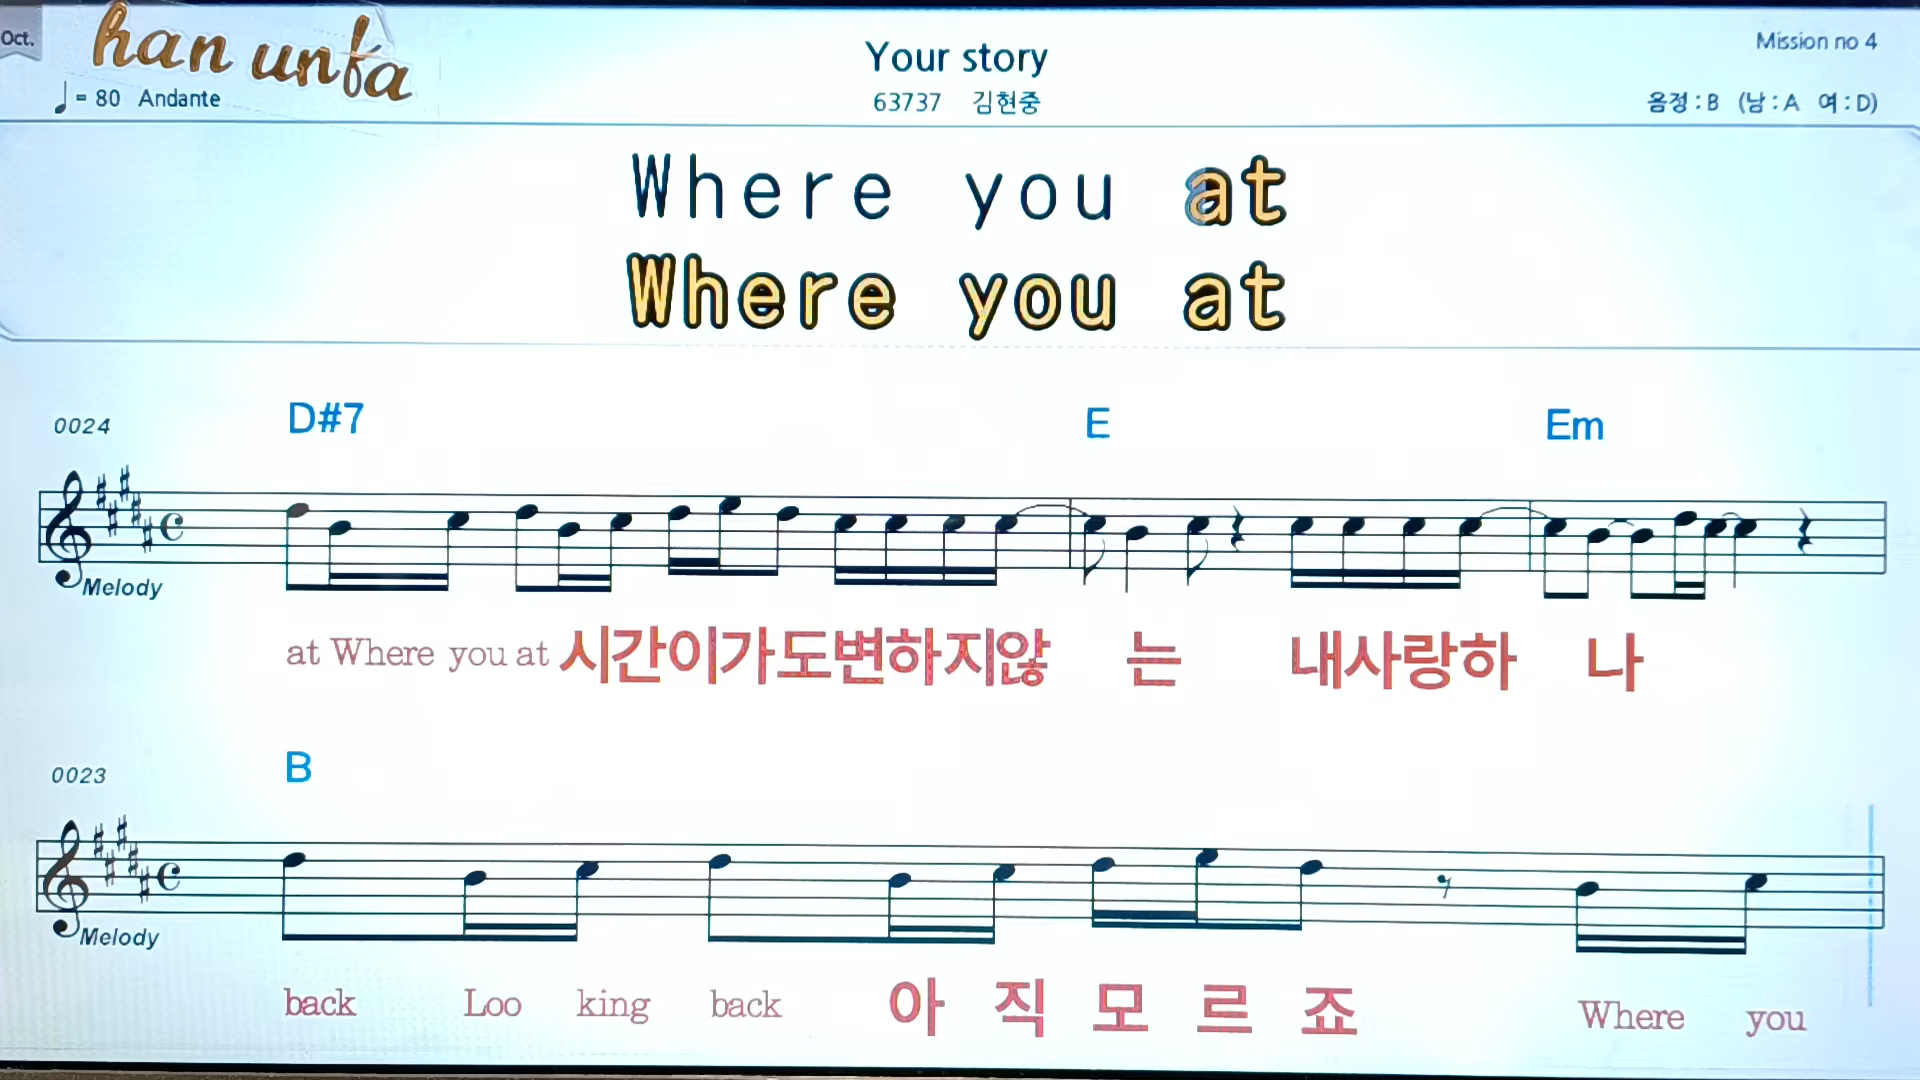 Oct.
han unfa
Your story
Mission no 4
♩= 80 Andante
63737 김현중
음정 : B (남 : A 여 : D)
Where you at
Where you at
0024
D#7 E Em
Melody
at Where you at 시간이가도변하지않 는 내사랑하 나
0023
B
Melody
back Loo king back 아 직 모 르 죠 Where you